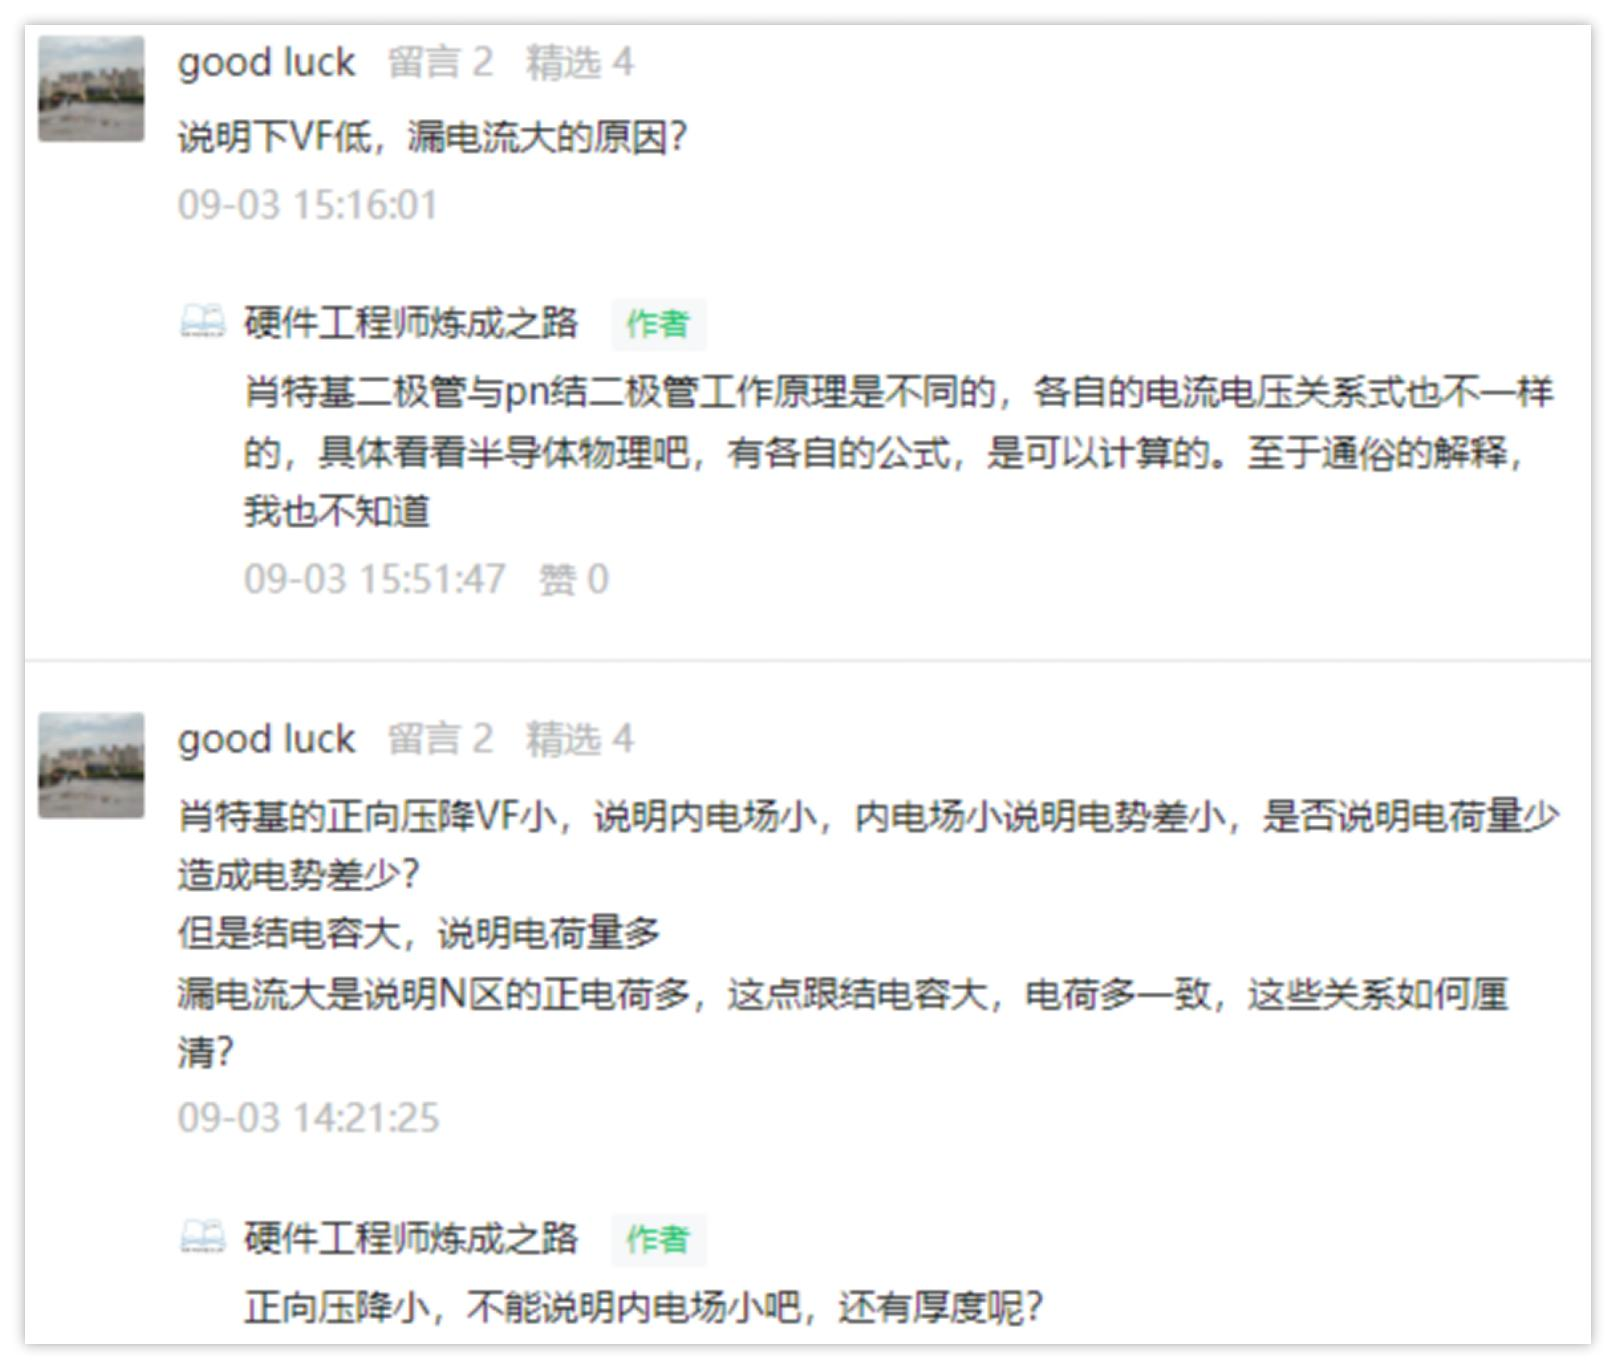 good luck 留言 2 精选 4
说明下VF低，漏电流大的原因？
09-03 15:16:01
硬件工程师炼成之路 作者
肖特基二极管与pn结二极管工作原理是不同的，各自的电流电压关系式也不一样
的，具体看看半导体物理吧，有各自的公式，是可以计算的。至于通俗的解释，
我也不知道
09-03 15:51:47 赞 0
good luck 留言 2 精选 4
肖特基的正向压降VF小，说明内电场小，内电场小说明电势差小，是否说明电荷量少
造成电势差少？
但是结电容大，说明电荷量多
漏电流大是说明N区的正电荷多，这点跟结电容大，电荷多一致，这些关系如何厘
清？
09-03 14:21:25
硬件工程师炼成之路 作者
正向压降小，不能说明内电场小吧，还有厚度呢？